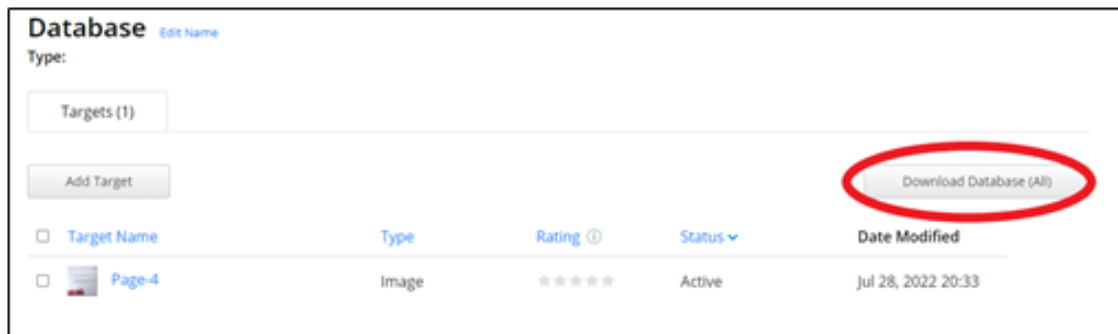 Database Edit Name
Type:
Targets (1)
Add Target Download Database (All)
Target Name Type Rating Status Date Modified
Page-4 Image Active Jul 28, 2022 20:33